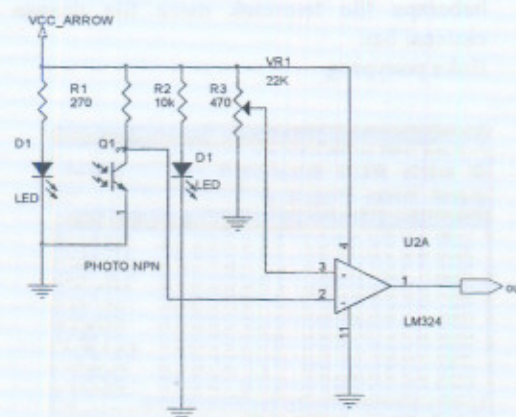 VCC_ARROW
R1
270
R2
10k
R3
470
VR1
22K
D1
LED
Q1
1
D1
LED
PHOTO NPN
4
U2A
3
2
1
LM324
11